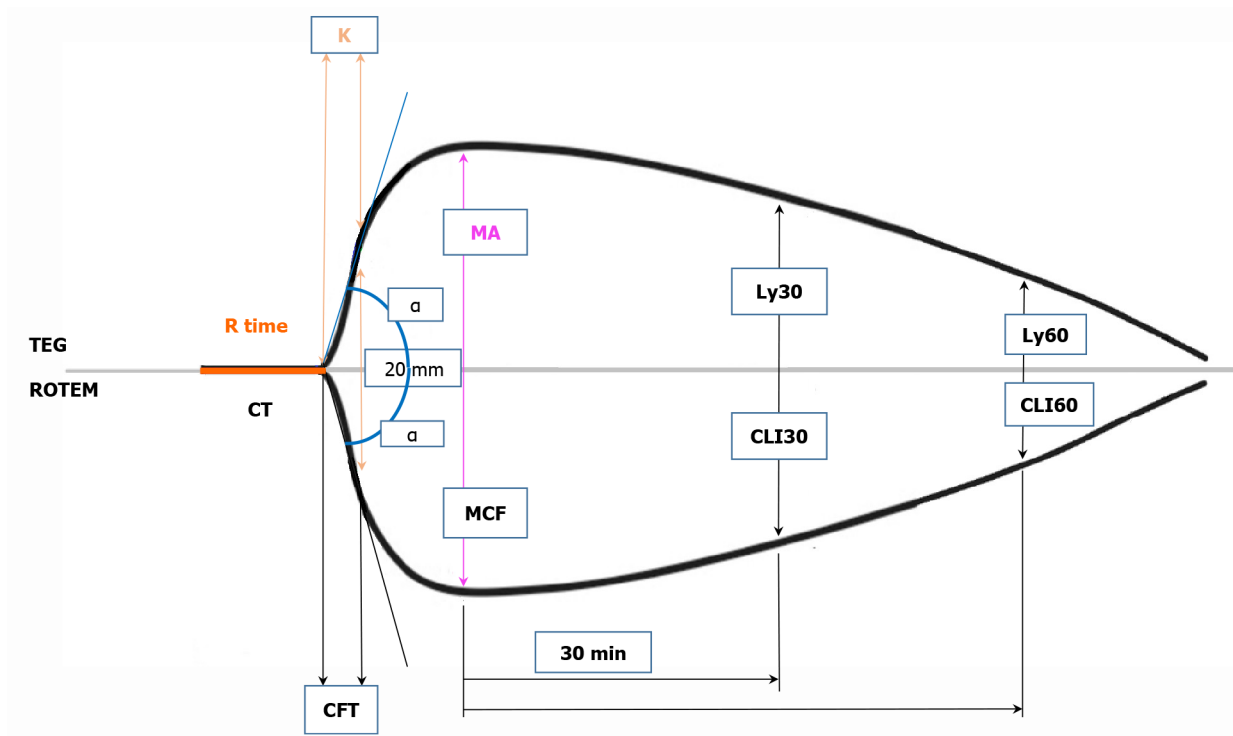 K
MA
α
Ly30
R time
Ly60
TEG
20 mm
ROTEM
CT
CLI60
α
CLI30
MCF
30 min
CFT